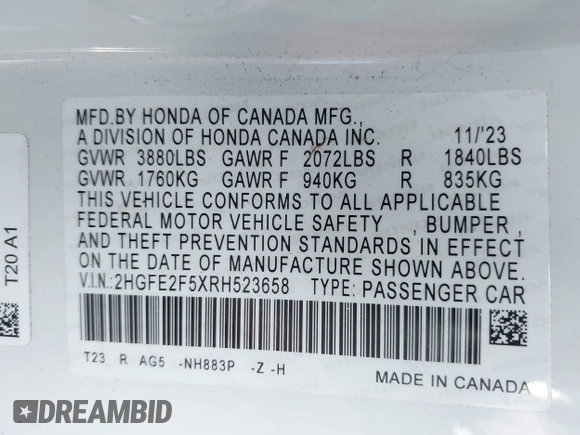 MFD.BY HONDA OF CANADA MFG.,
A DIVISION OF HONDA CANADA INC. 11/'23
GVWR 3880LBS GAWR F 2072LBS R 1840LBS
GVWR 1760KG GAWR F 940KG R 835KG
THIS VEHICLE CONFORMS TO ALL APPLICABLE
FEDERAL MOTOR VEHICLE SAFETY , BUMPER ,
AND THEFT PREVENTION STANDARDS IN EFFECT
ON THE DATE OF MANUFACTURE SHOWN ABOVE.
V.I.N.:2HGFE2F5XRH523658 TYPE: PASSENGER CAR
T23 R AG5 -NH883P -Z -H
MADE IN CANADA
T20 A1
DREAMBID